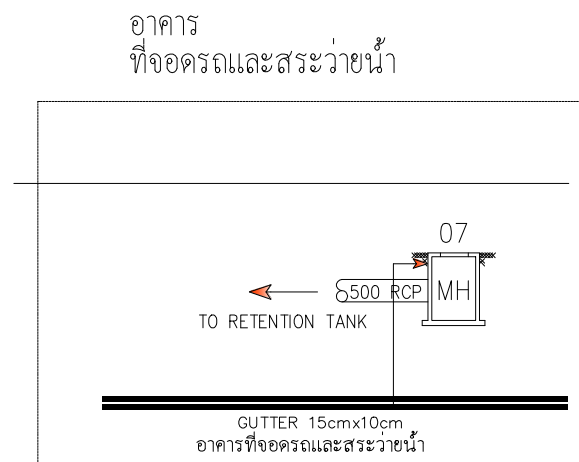 อาคาร
ที่จอดรถและสระว่ายน้ำ
07
500 RCP
MH
TO RETENTION TANK
GUTTER 15cmx10cm
อาคารที่จอดรถและสระว่ายน้ำ